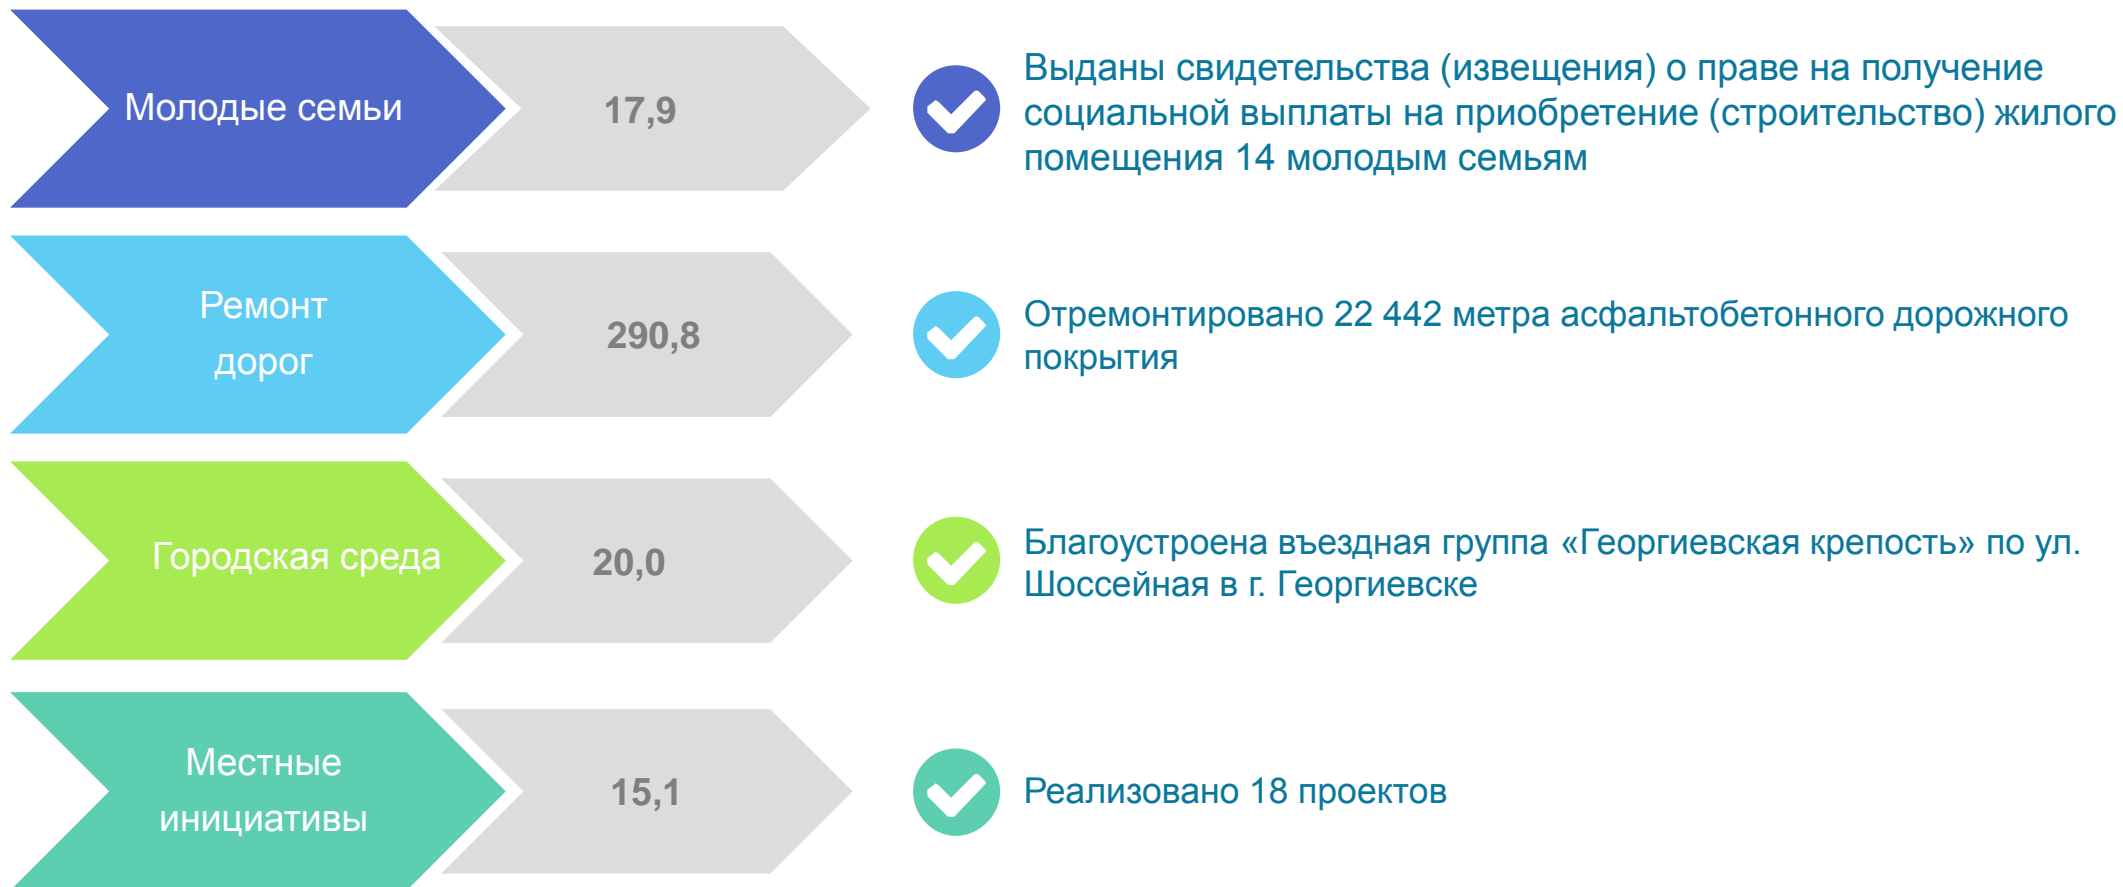 Молодые семьи
17,9
Выданы свидетельства (извещения) о праве на получение
социальной выплаты на приобретение (строительство) жилого
помещения 14 молодым семьям
Ремонт
дорог
290,8
Отремонтировано 22 442 метра асфальтобетонного дорожного
покрытия
Городская среда
20,0
Благоустроена въездная группа «Георгиевская крепость» по ул.
Шоссейная в г. Георгиевске
Местные
инициативы
15,1
Реализовано 18 проектов